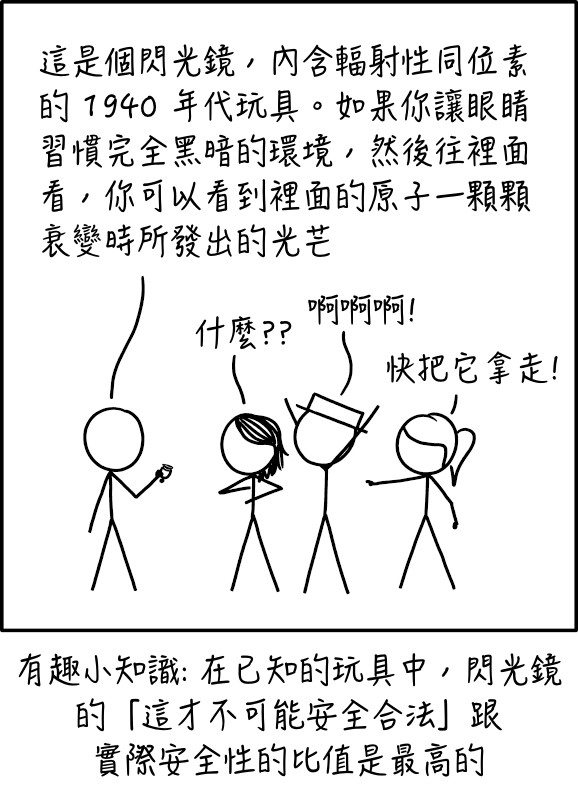 這是個閃光鏡，內含輻射性同位素
的 1940 年代玩具。如果你讓眼睛
習慣完全黑暗的環境，然後往裡面
看，你可以看到裡面的原子一顆顆
衰變時所發出的光芒
什麼??
啊啊啊!
快把它拿走!
有趣小知識: 在已知的玩具中，閃光鏡
的「這才不可能安全合法」跟
實際安全性的比值是最高的